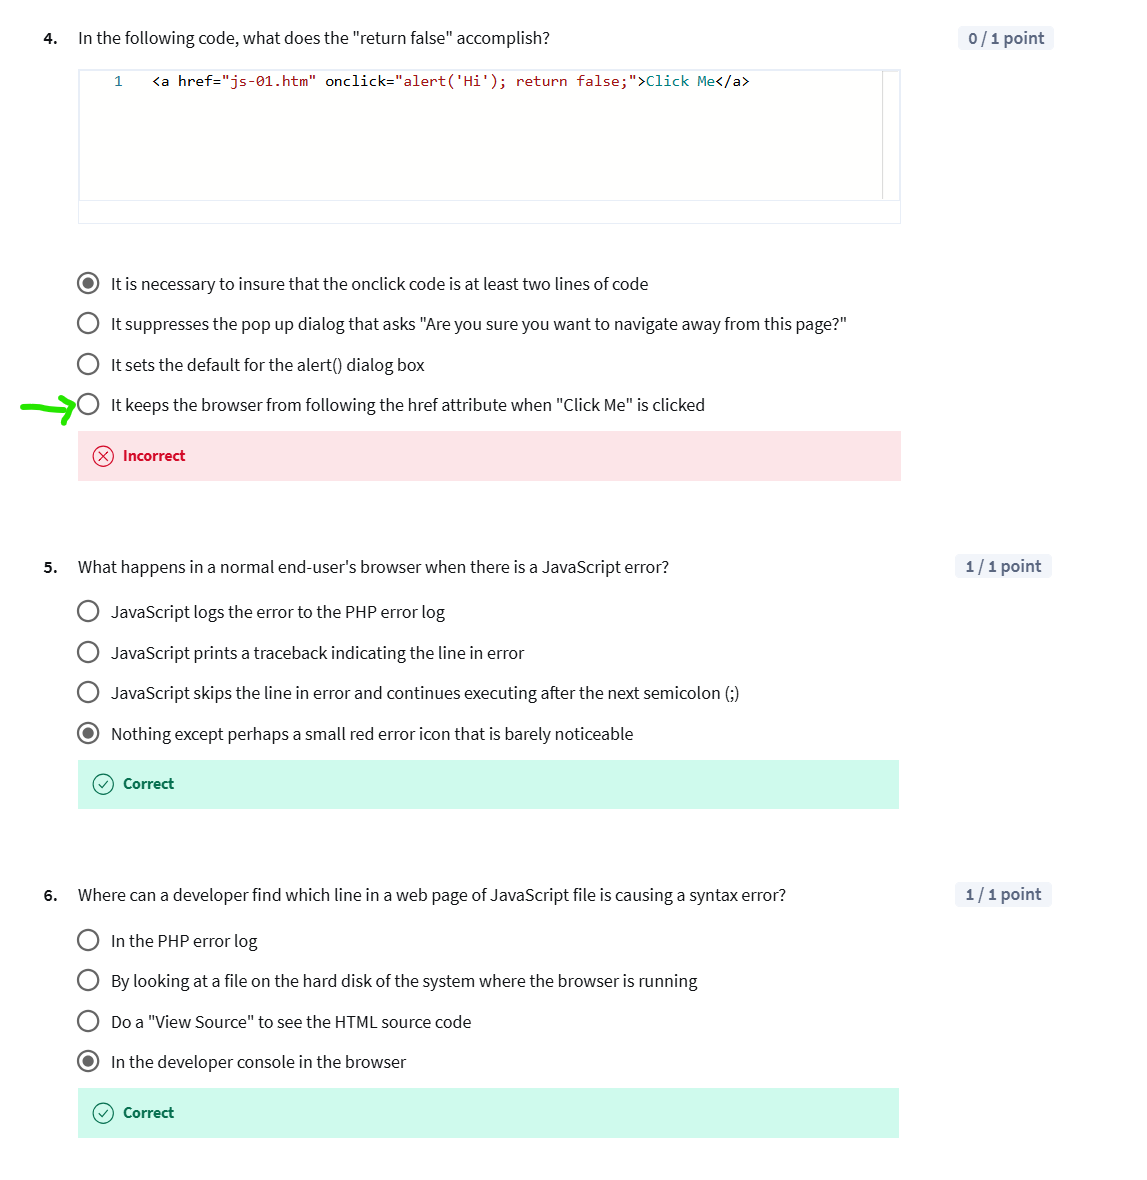 4. In the following code, what does the "return false" accomplish? 0 / 1 point
1 <a href="js-01.htm" onclick="alert('Hi'); return false;">Click Me</a>
It is necessary to insure that the onclick code is at least two lines of code
It suppresses the pop up dialog that asks "Are you sure you want to navigate away from this page?"
It sets the default for the alert() dialog box
It keeps the browser from following the href attribute when "Click Me" is clicked
Incorrect
5. What happens in a normal end-user's browser when there is a JavaScript error? 1 / 1 point
JavaScript logs the error to the PHP error log
JavaScript prints a traceback indicating the line in error
JavaScript skips the line in error and continues executing after the next semicolon (;)
Nothing except perhaps a small red error icon that is barely noticeable
Correct
6. Where can a developer find which line in a web page of JavaScript file is causing a syntax error? 1 / 1 point
In the PHP error log
By looking at a file on the hard disk of the system where the browser is running
Do a "View Source" to see the HTML source code
In the developer console in the browser
Correct